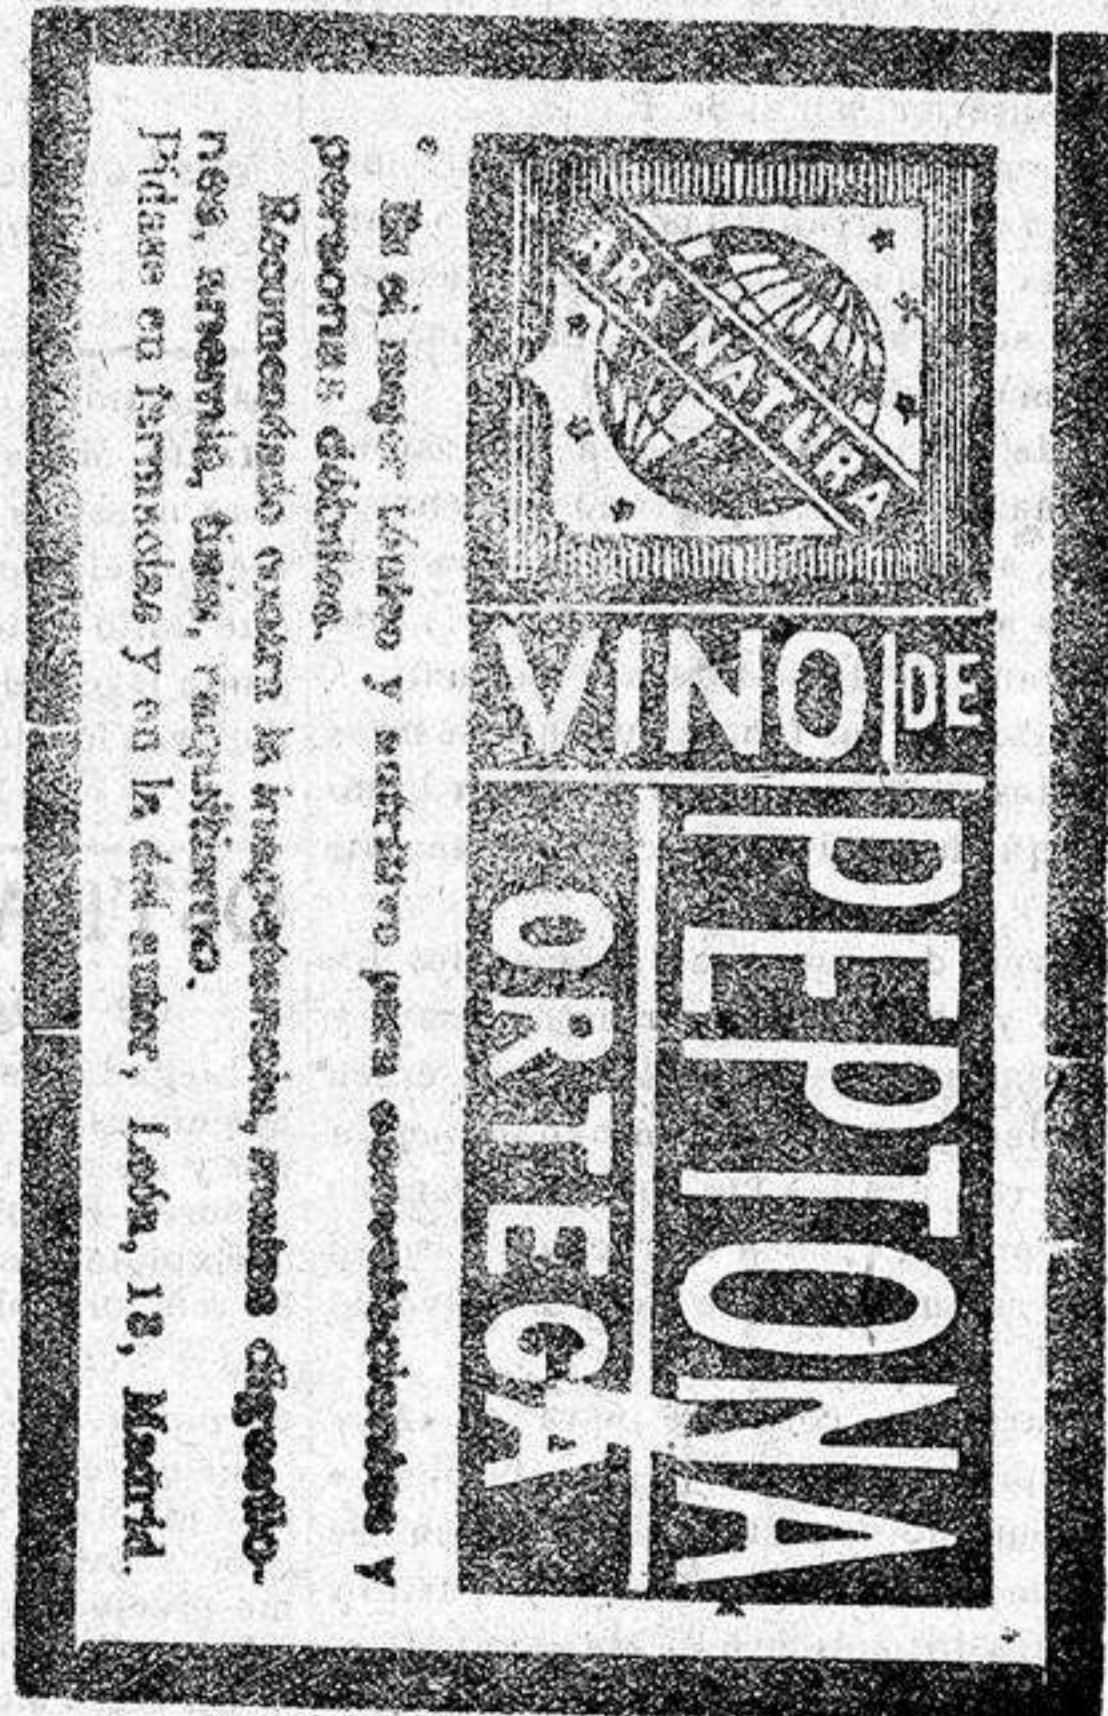 ARS NATURA
VINO DE
PEPTONA
ORTEGA
Es el mejor tónico y nutritivo para convalecientes y
personas débiles.
Recomendado contra la inapetencia, malas digestio-
nes, anemia, tisis, raquitismo.
Pídase en farmacias y en la del autor, León, 13, Madrid.